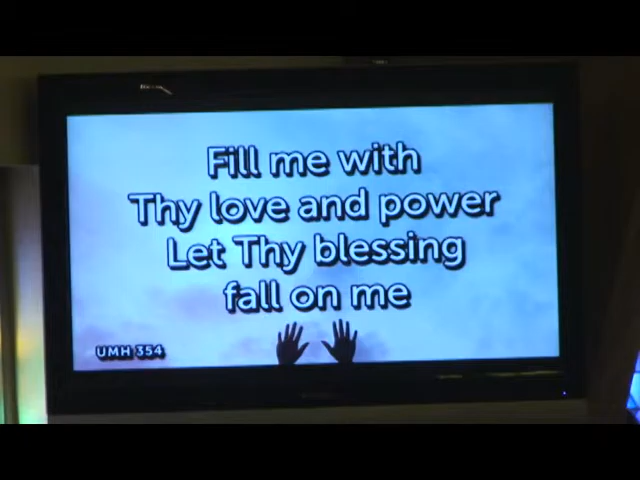 Fill me with
Thy love and power
Let Thy blessing
fall on me
UMH 354